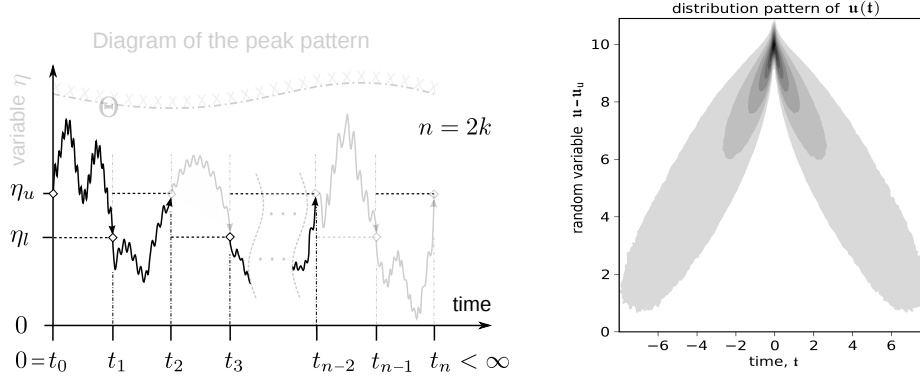 Diagram of the peak pattern
variable η
Θ
n = 2k
η_u
η_l
· · ·
· · ·
time
0
0 = t_0 t_1 t_2 t_3 t_{n−2} t_{n−1} t_n < ∞
distribution pattern of u(t)
random variable u – u_u
10
8
6
4
2
0
−6 −4 −2 0 2 4 6
time, t